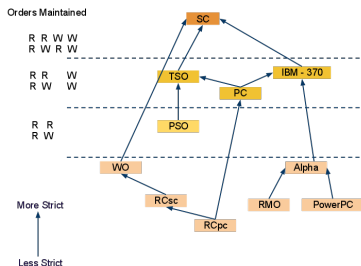 Orders Maintained
SC
R R W W
R W R W
TSO
IBM - 370
R R W
R W W
PC
PSO
R R
R W
WO
Alpha
RCsc
RMO
PowerPC
More Strict
RCpc
Less Strict